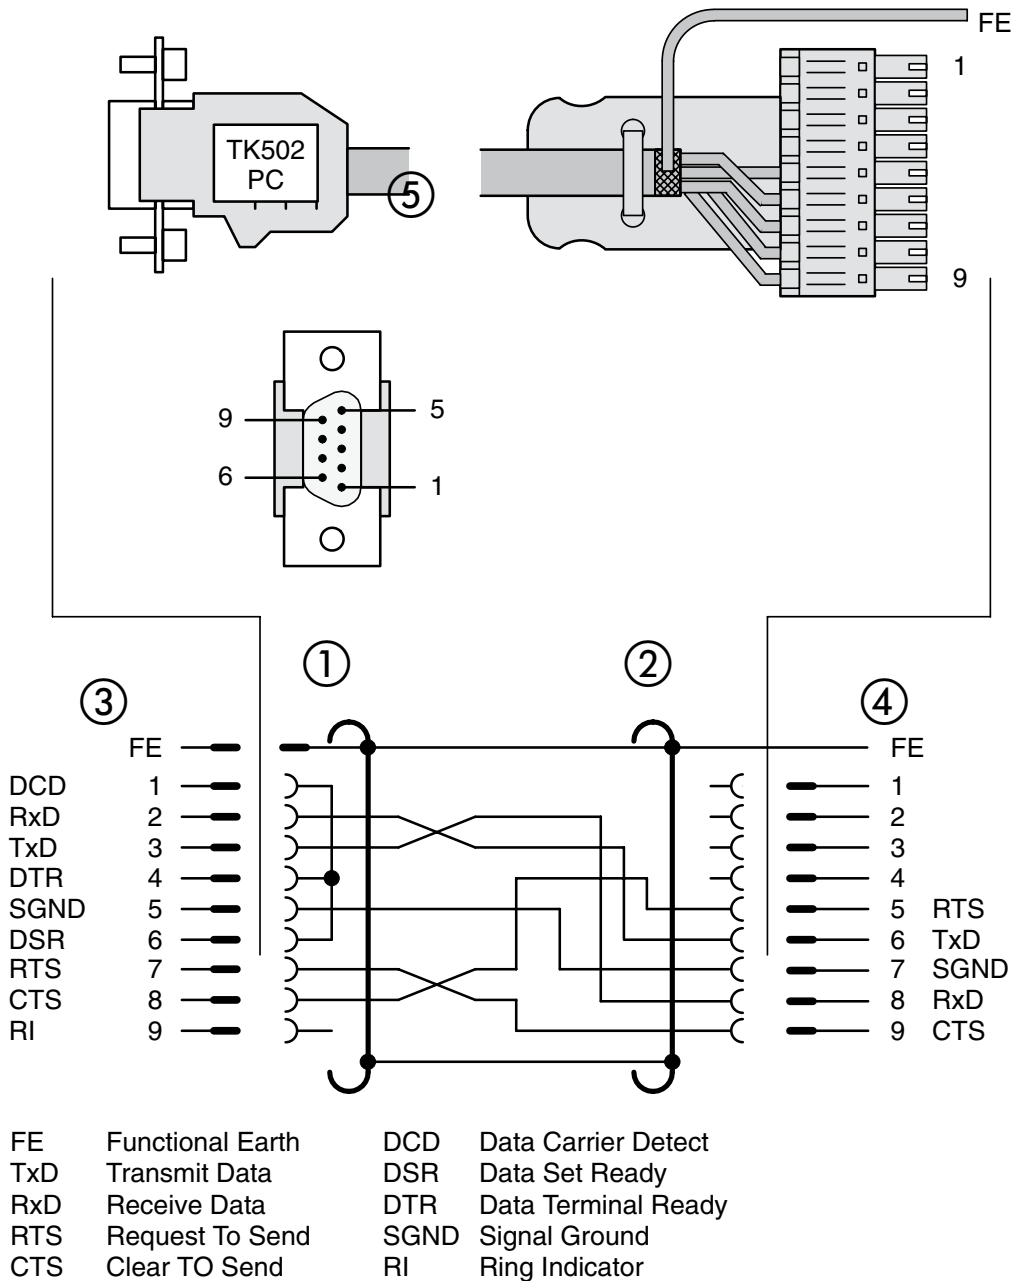 FE
1
TK502
PC
5
9
9
5
6
1
1
2
3
4
FE
FE
DCD 1
1
RxD 2
2
TxD 3
3
DTR 4
4
SGND 5
5 RTS
DSR 6
6 TxD
RTS 7
7 SGND
CTS 8
8 RxD
RI 9
9 CTS
FE Functional Earth DCD Data Carrier Detect
TxD Transmit Data DSR Data Set Ready
RxD Receive Data DTR Data Terminal Ready
RTS Request To Send SGND Signal Ground
CTS Clear TO Send RI Ring Indicator